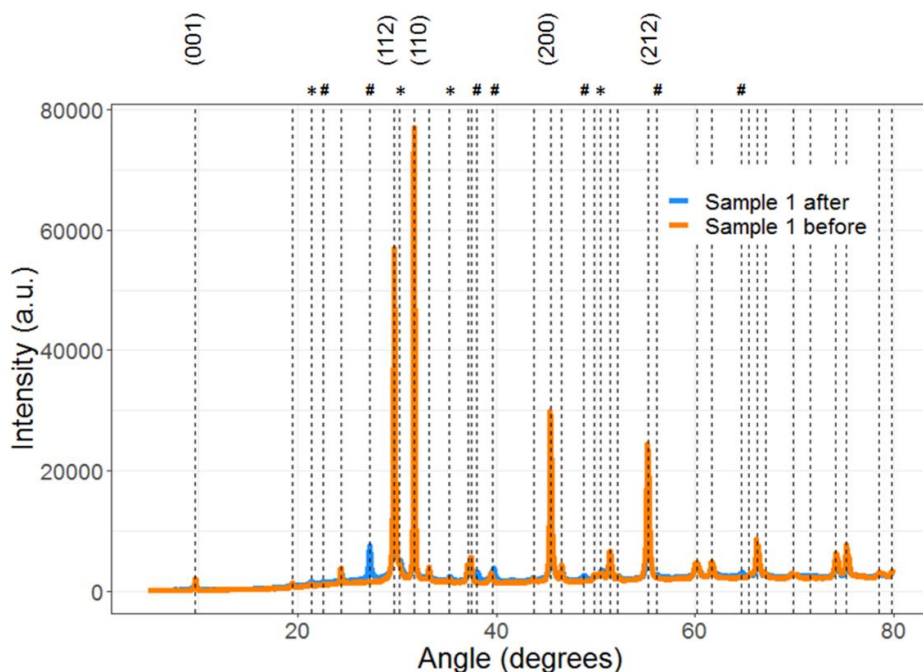 (001) (112) (110) (200) (212)
* # # * * # # # * # #
80000
60000
40000
20000
0
Intensity (a.u.)
Sample 1 after
Sample 1 before
20 40 60 80
Angle (degrees)